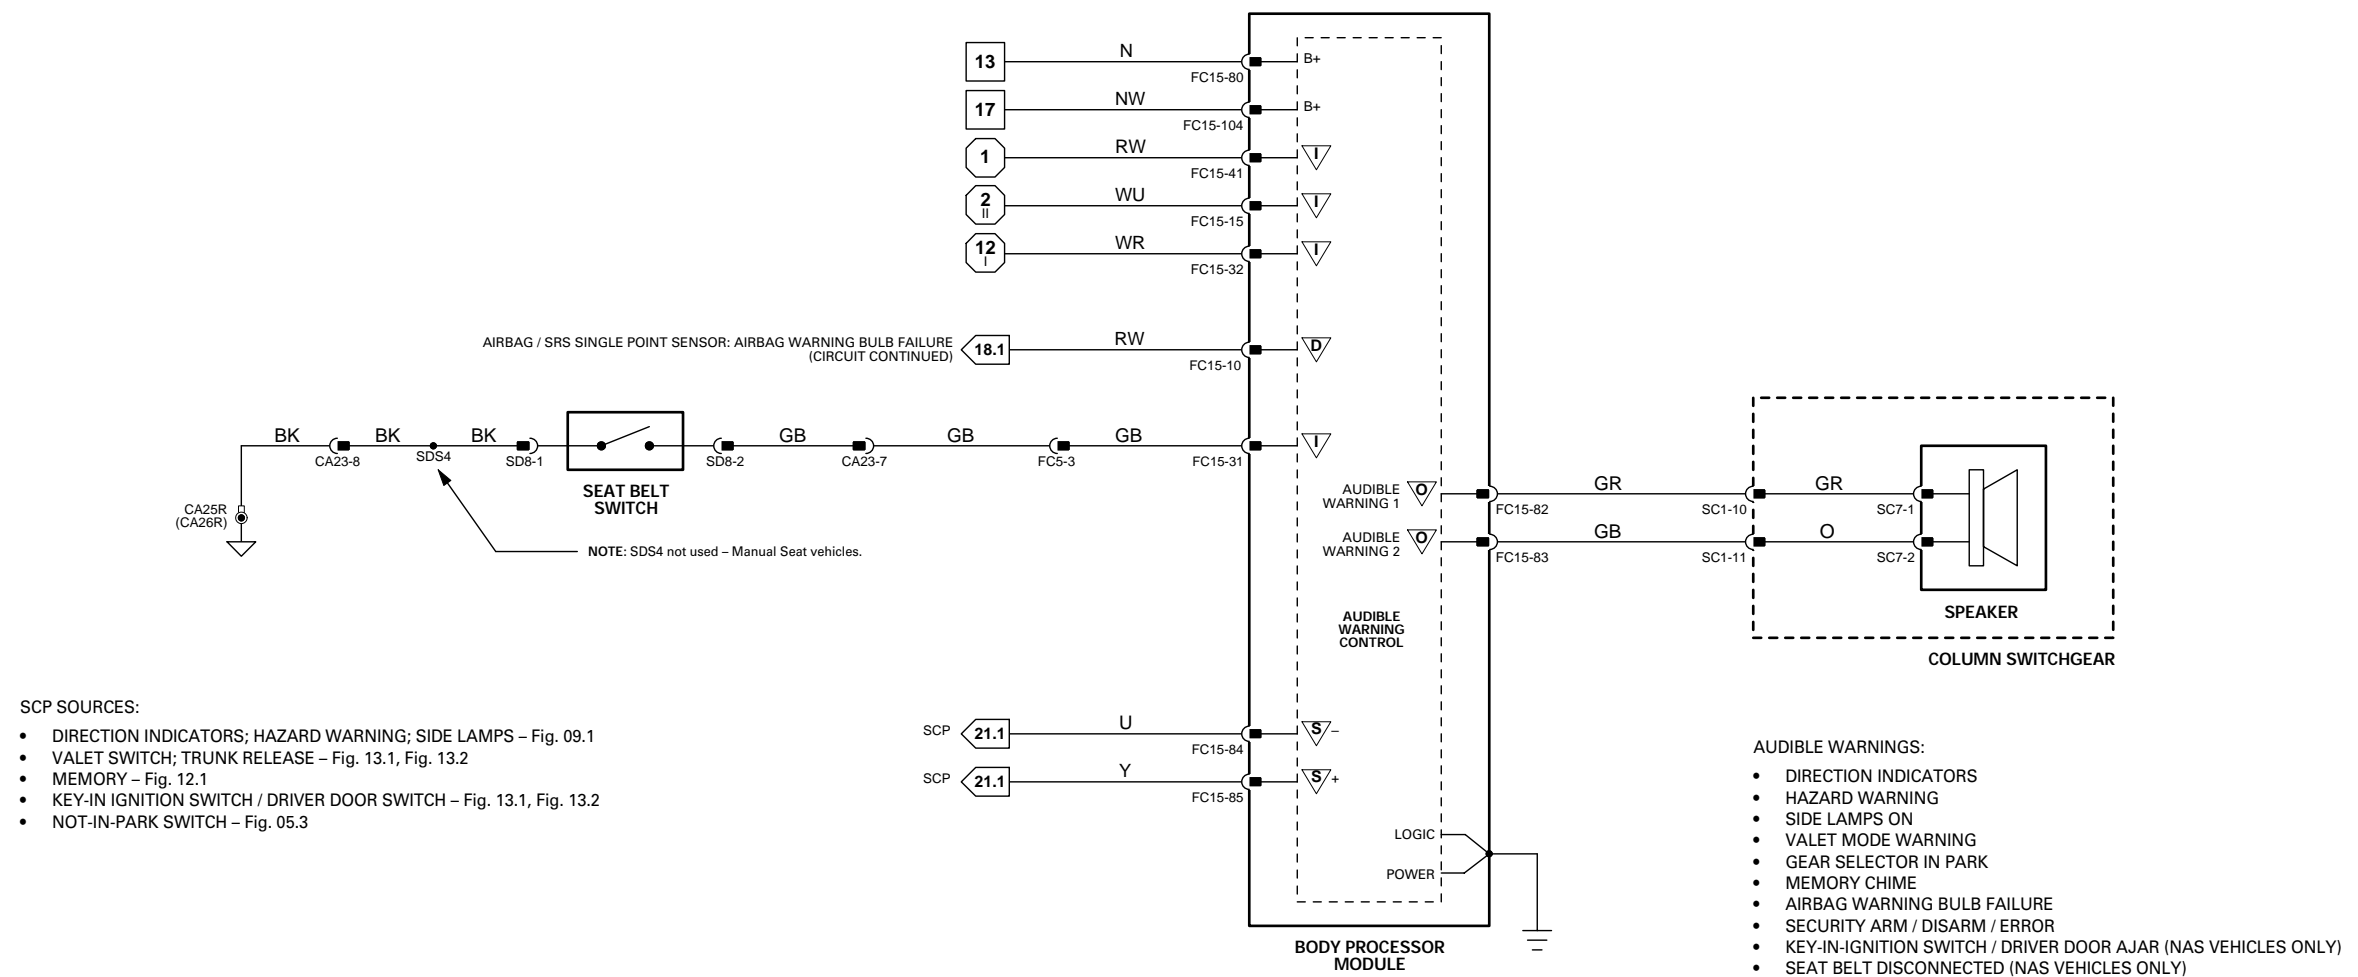 13 N FC15-80 B+
17 NW FC15-104 B+
1 RW FC15-41 I
2 II WU FC15-15 I
12 I WR FC15-32 I
AIRBAG / SRS SINGLE POINT SENSOR: AIRBAG WARNING BULB FAILURE
(CIRCUIT CONTINUED)
18.1 RW FC15-10 D
BK CA23-8 BK SDS4 BK SD8-1 SD8-2 GB CA23-7 GB FC5-3 GB FC15-31 I
SEAT BELT
SWITCH
CA25R
(CA26R)
NOTE: SDS4 not used – Manual Seat vehicles.
AUDIBLE
WARNING 1
O FC15-82 GR SC1-10 GR SC7-1
AUDIBLE
WARNING 2
O FC15-83 GB SC1-11 O SC7-2
SPEAKER
COLUMN SWITCHGEAR
AUDIBLE
WARNING
CONTROL
SCP 21.1 U FC15-84 S –
SCP 21.1 Y FC15-85 S +
LOGIC
POWER
BODY PROCESSOR
MODULE
SCP SOURCES:
• DIRECTION INDICATORS; HAZARD WARNING; SIDE LAMPS – Fig. 09.1
• VALET SWITCH; TRUNK RELEASE – Fig. 13.1, Fig. 13.2
• MEMORY – Fig. 12.1
• KEY-IN IGNITION SWITCH / DRIVER DOOR SWITCH – Fig. 13.1, Fig. 13.2
• NOT-IN-PARK SWITCH – Fig. 05.3
AUDIBLE WARNINGS:
• DIRECTION INDICATORS
• HAZARD WARNING
• SIDE LAMPS ON
• VALET MODE WARNING
• GEAR SELECTOR IN PARK
• MEMORY CHIME
• AIRBAG WARNING BULB FAILURE
• SECURITY ARM / DISARM / ERROR
• KEY-IN-IGNITION SWITCH / DRIVER DOOR AJAR (NAS VEHICLES ONLY)
• SEAT BELT DISCONNECTED (NAS VEHICLES ONLY)